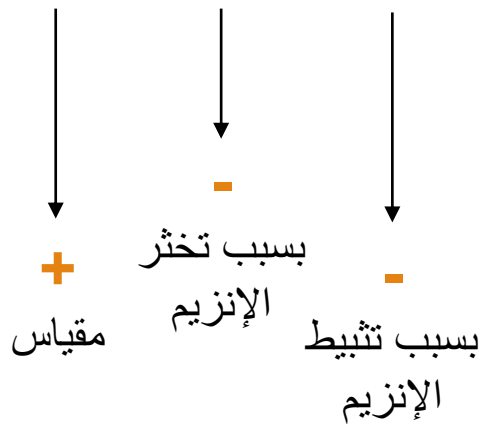 -
بسبب تثبيط
الإنزيم
-
بسبب تخثر
الإنزيم
+
مقياس